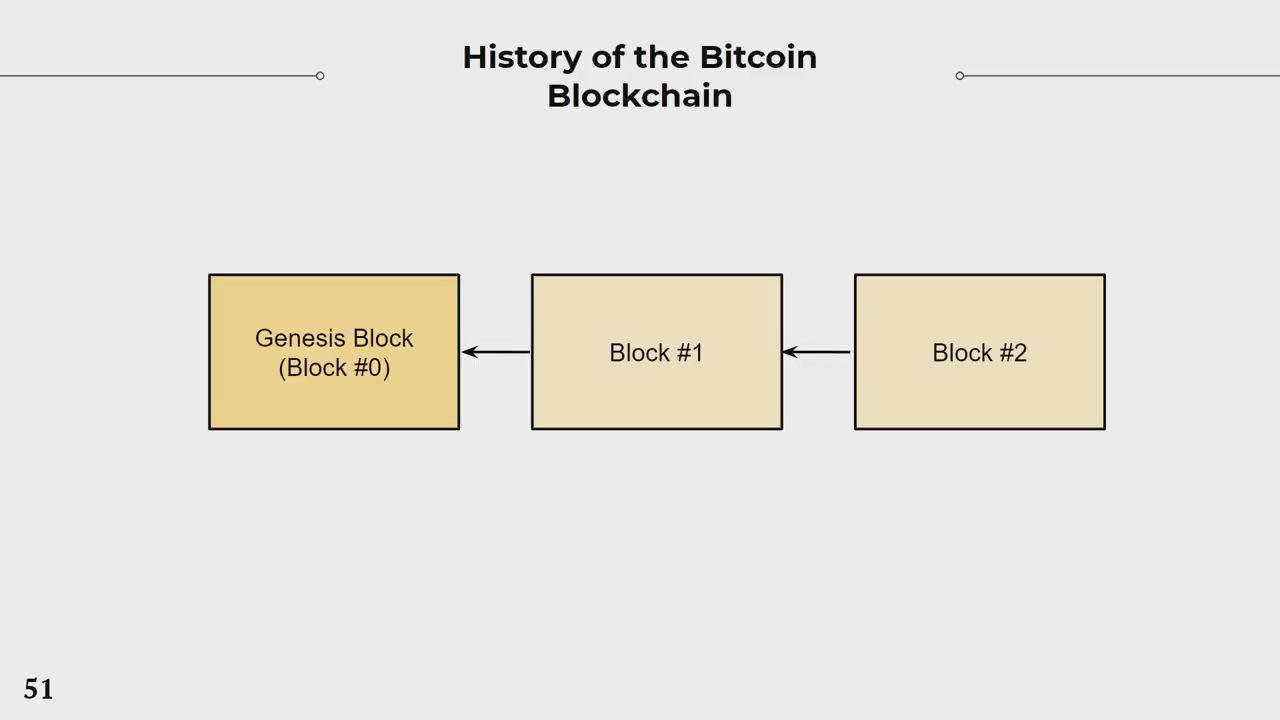 History of the Bitcoin
Blockchain
Genesis Block
(Block #0)
Block #1
Block #2
51